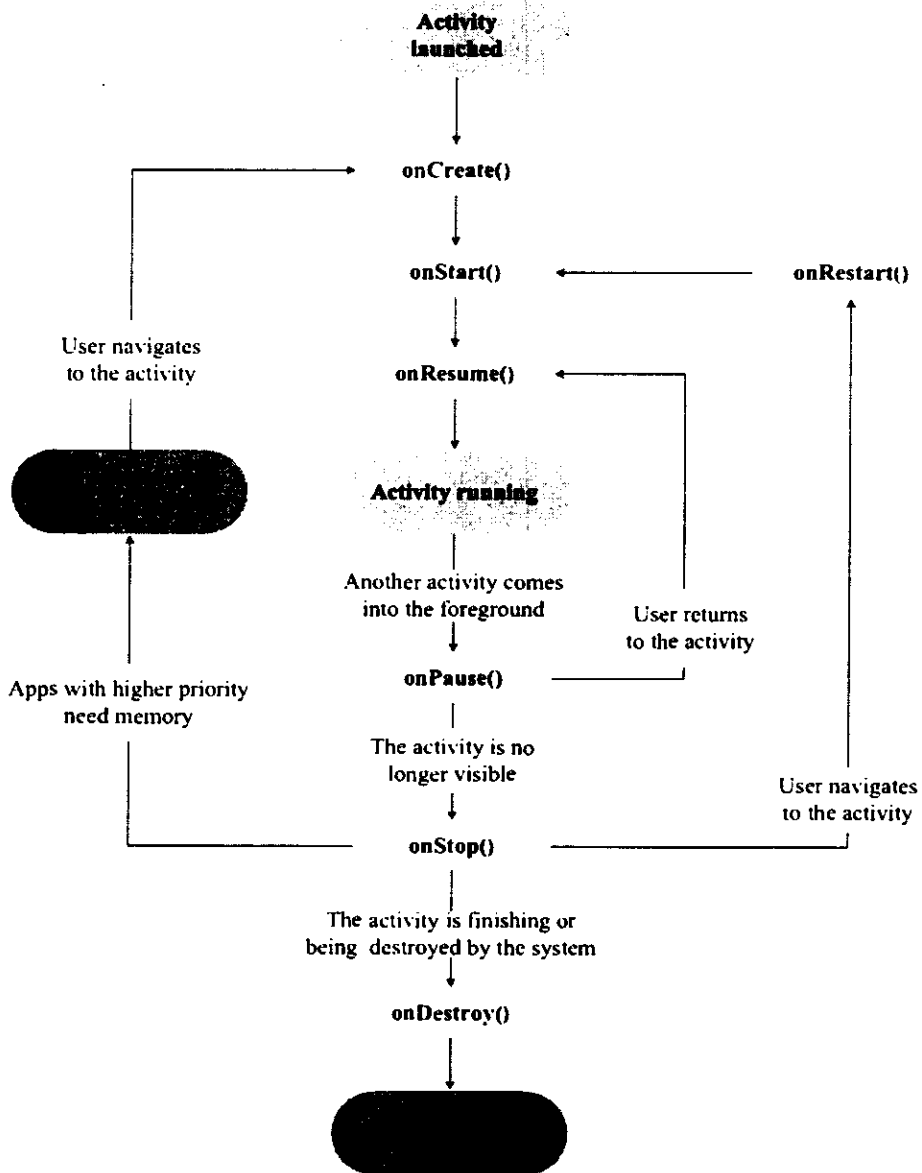 Activity
launched
onCreate()
onStart()
onRestart()
User navigates
to the activity
onResume()
Activity running
Another activity comes
into the foreground
User returns
to the activity
onPause()
Apps with higher priority
need memory
The activity is no
longer visible
User navigates
to the activity
onStop()
The activity is finishing or
being destroyed by the system
onDestroy()